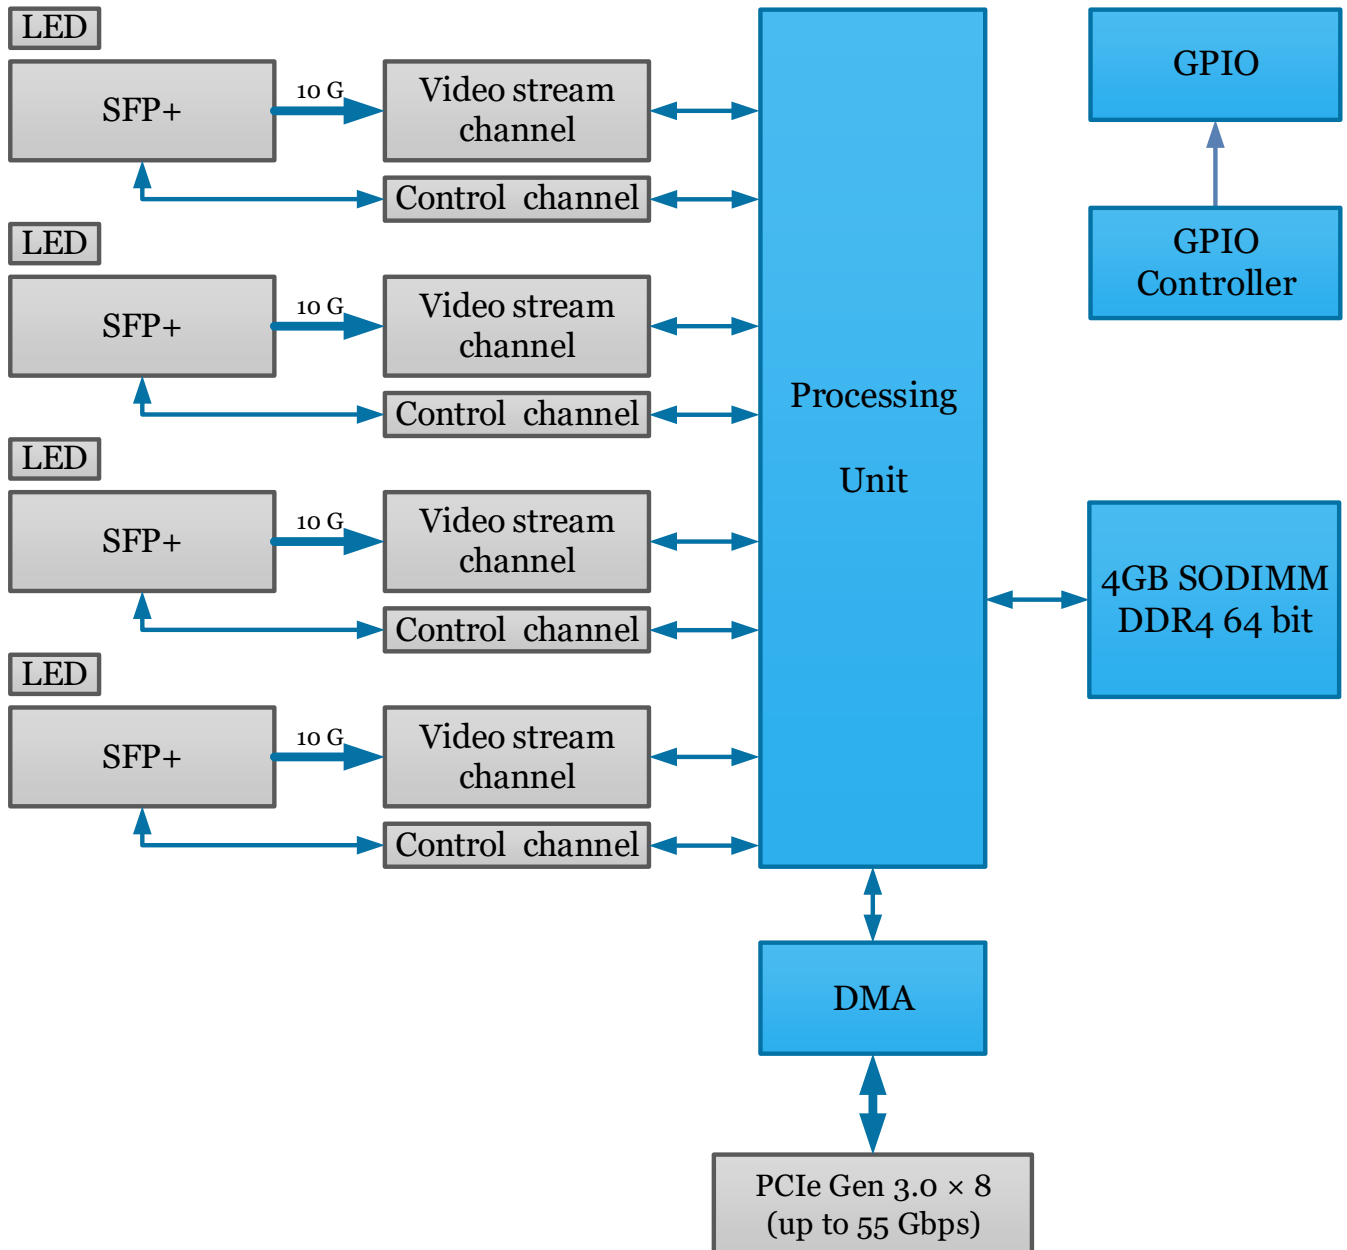 LED
SFP+
10 G
Video stream
channel
Control channel
LED
SFP+
10 G
Video stream
channel
Control channel
LED
SFP+
10 G
Video stream
channel
Control channel
LED
SFP+
10 G
Video stream
channel
Control channel
Processing
Unit
GPIO
GPIO
Controller
4GB SODIMM
DDR4 64 bit
DMA
PCIe Gen 3.0 × 8
(up to 55 Gbps)